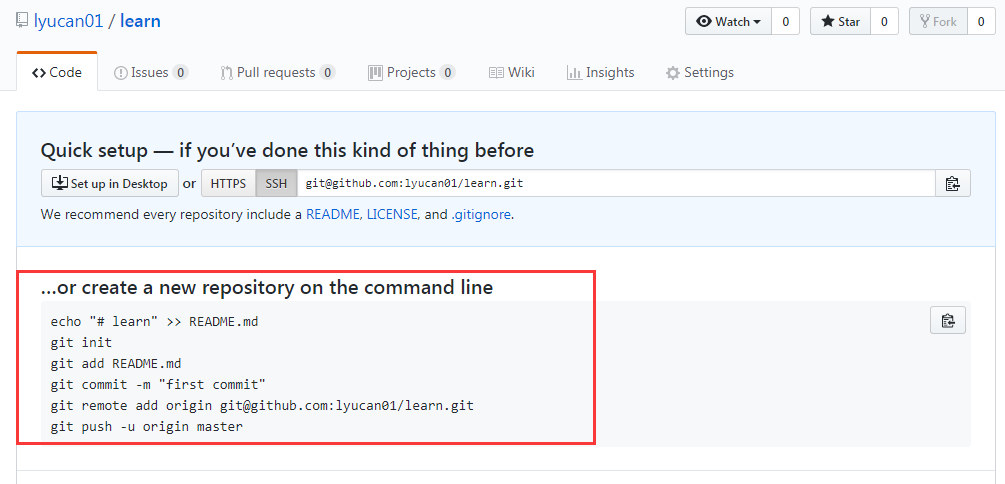 lyucan01 / learn
Watch 0 Star 0 Fork 0
Code Issues 0 Pull requests 0 Projects 0 Wiki Insights Settings
Quick setup — if you’ve done this kind of thing before
Set up in Desktop or HTTPS SSH git@github.com:lyucan01/learn.git
We recommend every repository include a README, LICENSE, and .gitignore.
…or create a new repository on the command line
echo "# learn" >> README.md
git init
git add README.md
git commit -m "first commit"
git remote add origin git@github.com:lyucan01/learn.git
git push -u origin master